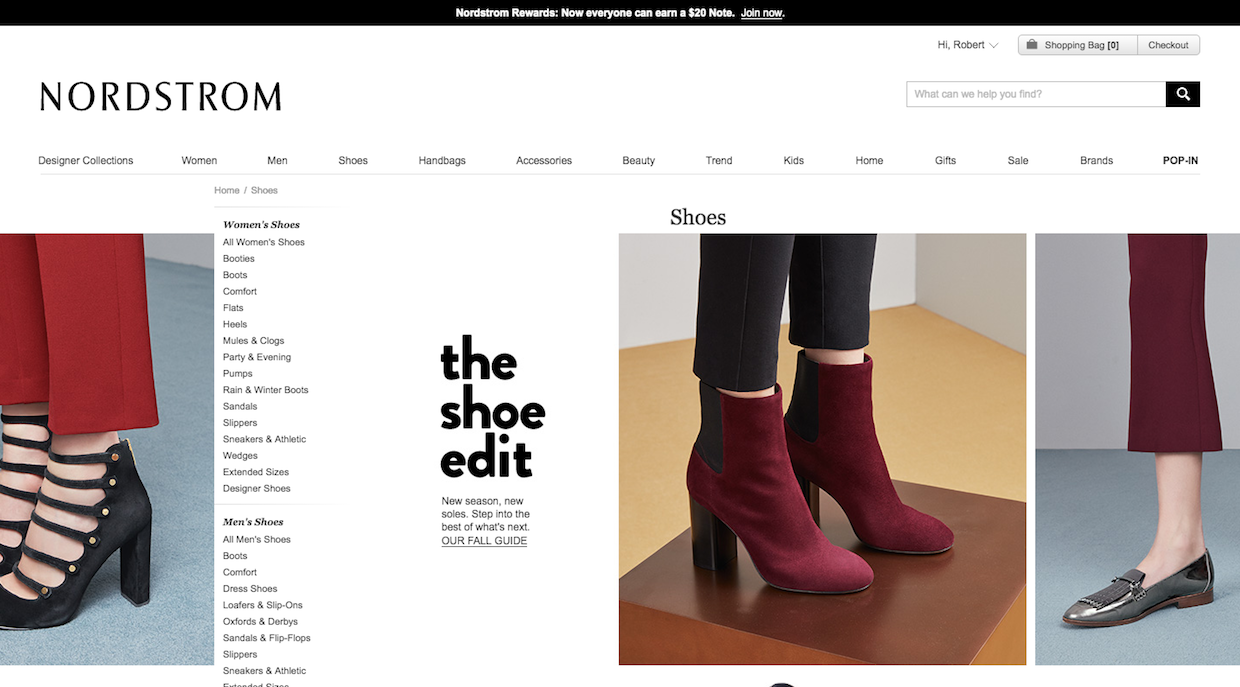 Nordstrom Rewards: Now everyone can earn a $20 Note. Join now.
Hi, Robert
Shopping Bag [0]
Checkout
NORDSTROM
What can we help you find?
Designer Collections Women Men Shoes Handbags Accessories Beauty Trend Kids Home Gifts Sale Brands POP-IN
Home / Shoes
Shoes
Women's Shoes
All Women's Shoes
Booties
Boots
Comfort
Flats
Heels
Mules & Clogs
Party & Evening
Pumps
Rain & Winter Boots
Sandals
Slippers
Sneakers & Athletic
Wedges
Extended Sizes
Designer Shoes
Men's Shoes
All Men's Shoes
Boots
Comfort
Dress Shoes
Loafers & Slip-Ons
Oxfords & Derbys
Sandals & Flip-Flops
Slippers
Sneakers & Athletic
Extended Sizes
the
shoe
edit
New season, new
soles. Step into the
best of what's next.
OUR FALL GUIDE